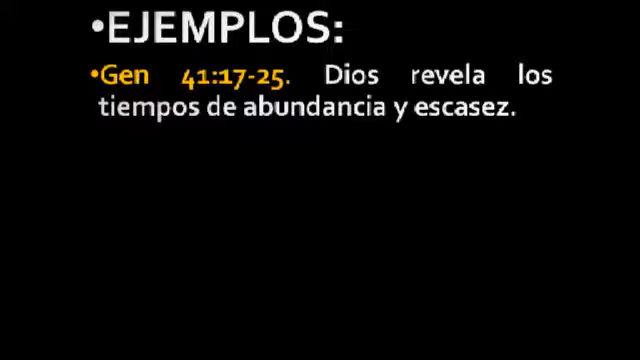 •EJEMPLOS:
•Gen 41:17-25. Dios revela los
tiempos de abundancia y escasez.